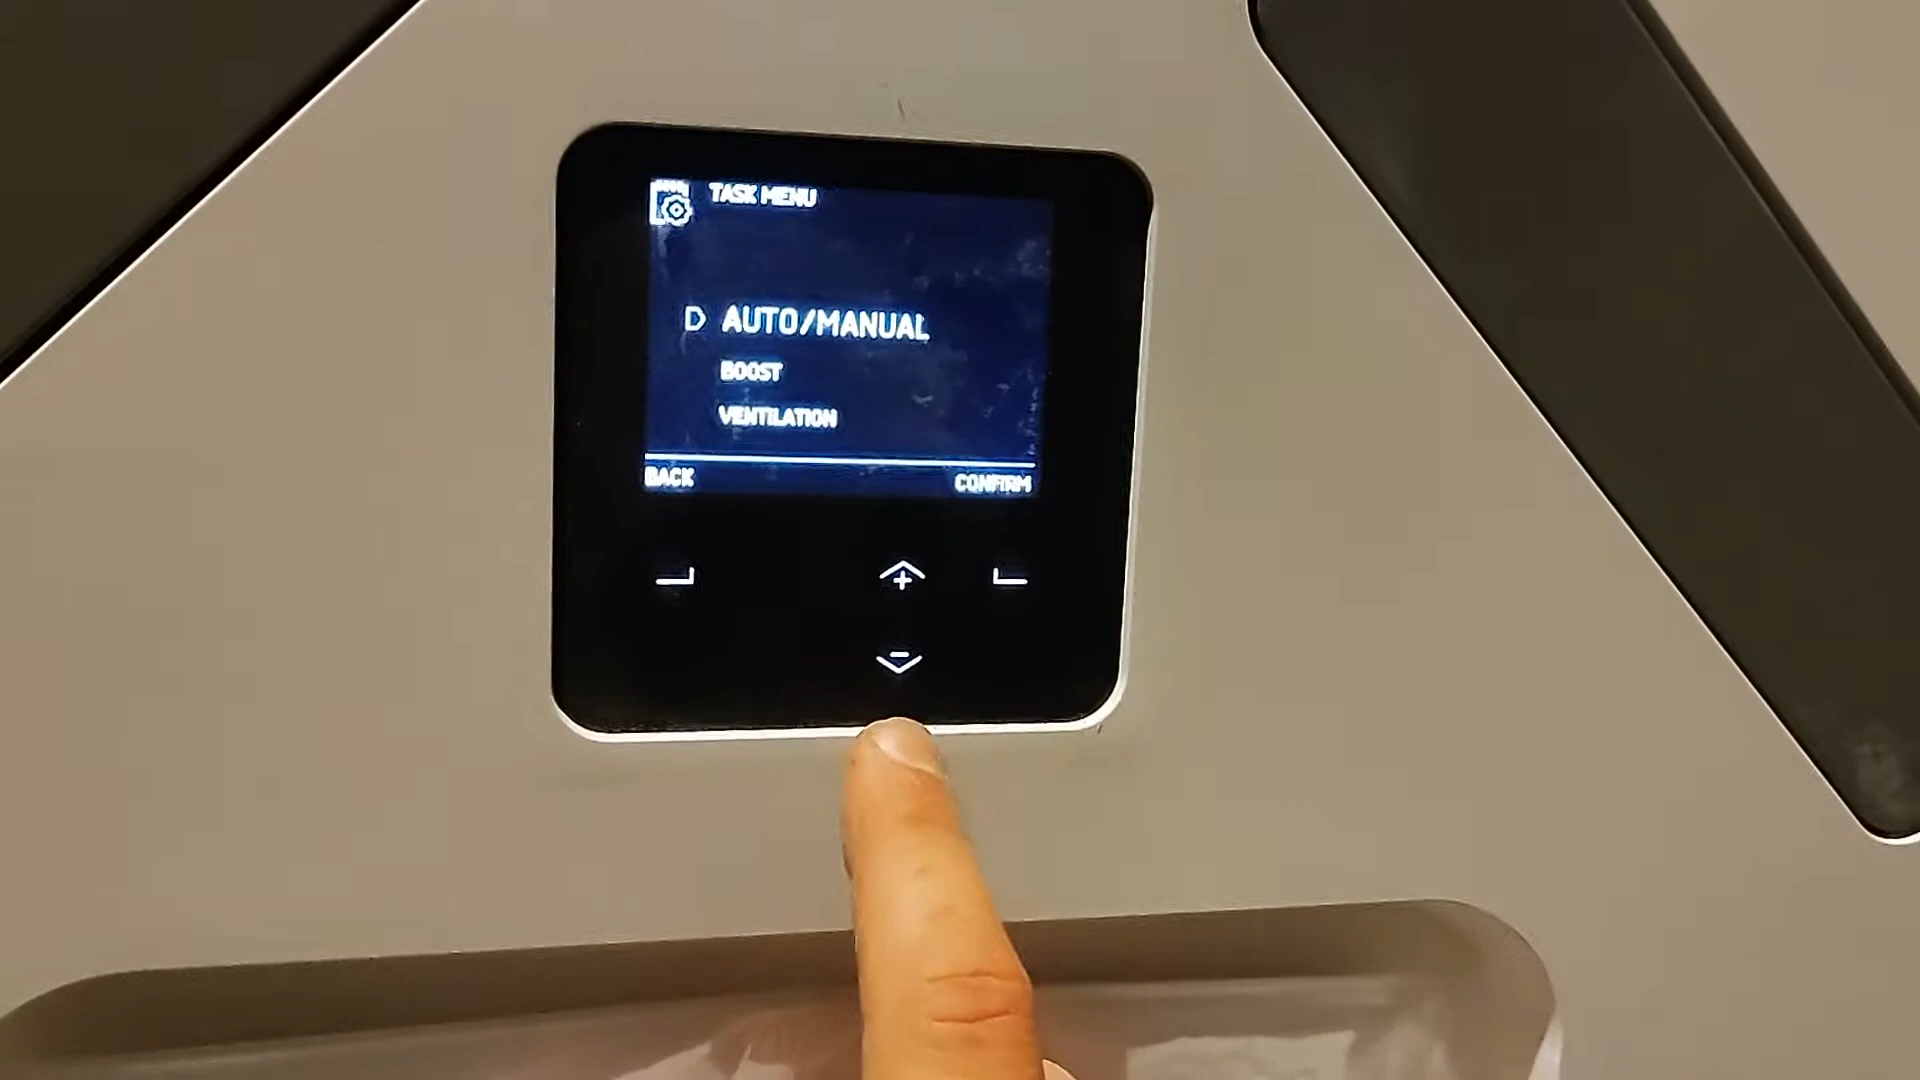 TASK MENU
AUTO/MANUAL
BOOST
VENTILATION
BACK CONFIRM